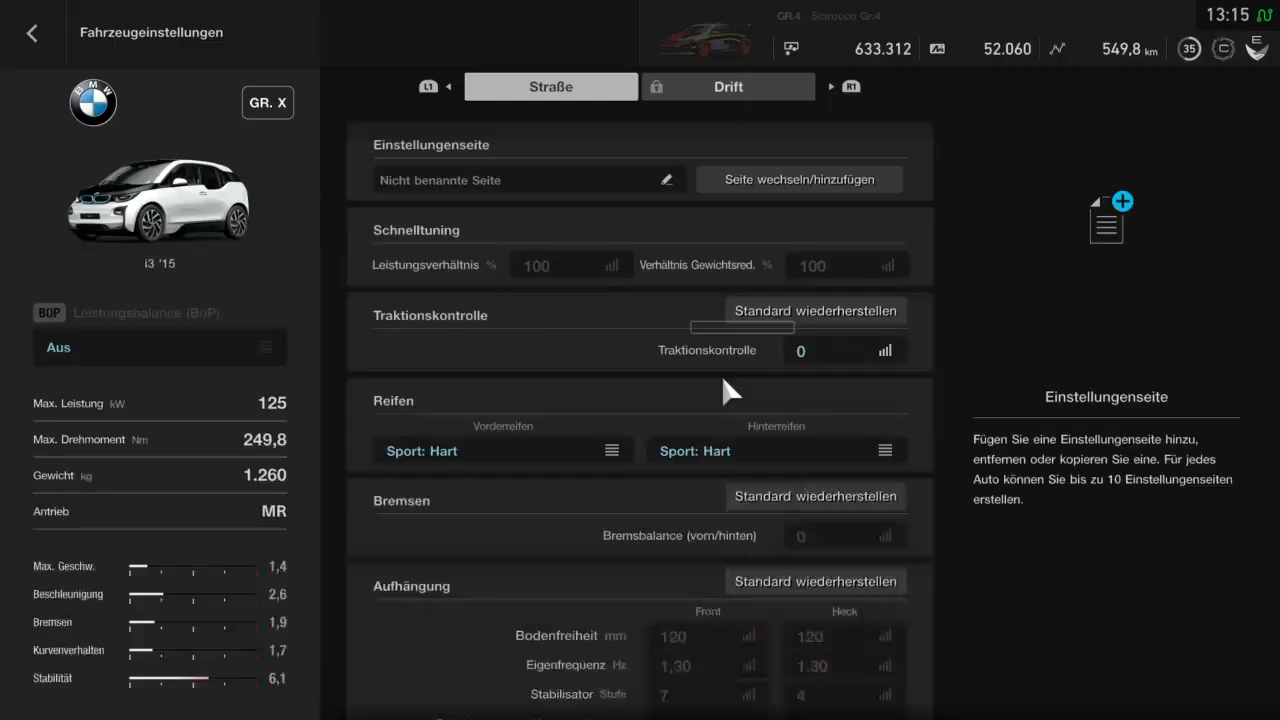 Fahrzeugeinstellungen
GR.4 Scirocco Gr.4
13:15
633.312 52.060 549,8 km 35 C E
BMW
GR. X
i3 '15
BOP Leistungsbalance (BoP)
Aus
Max. Leistung kW 125
Max. Drehmoment Nm 249,8
Gewicht kg 1.260
Antrieb MR
Max. Geschw. 1,4
Beschleunigung 2,6
Bremsen 1,9
Kurvenverhalten 1,7
Stabilität 6,1
L1 Straße Drift R1
Einstellungenseite
Nicht benannte Seite Seite wechseln/hinzufügen
Schnelltuning
Leistungsverhältnis % 100 Verhältnis Gewichtsred. % 100
Traktionskontrolle Standard wiederherstellen
Traktionskontrolle 0
Reifen
Vorderreifen Hinterreifen
Sport: Hart Sport: Hart
Bremsen Standard wiederherstellen
Bremsbalance (vorn/hinten) 0
Aufhängung Standard wiederherstellen
Front Heck
Bodenfreiheit mm 120 120
Eigenfrequenz Hz 1,30 1.30
Stabilisator Stufe 7 4
Einstellungenseite
Fügen Sie eine Einstellungenseite hinzu,
entfernen oder kopieren Sie eine. Für jedes
Auto können Sie bis zu 10 Einstellungenseiten
erstellen.